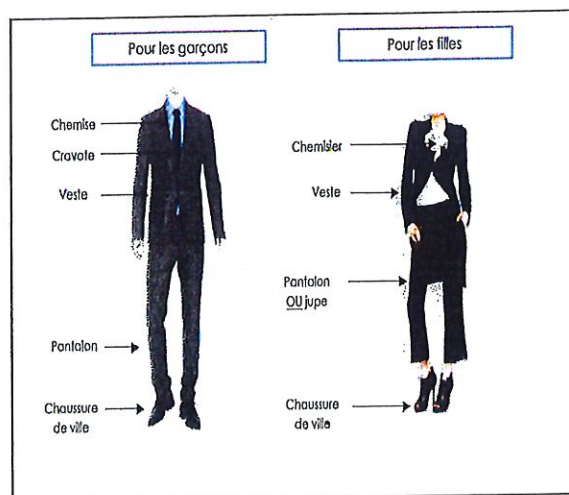 Pour les garçons
Chemise
Cravate
Veste
Pantalon
Chaussure
de ville
Pour les filles
Chemisier
Veste
Pantalon
OU jupe
Chaussure
de ville